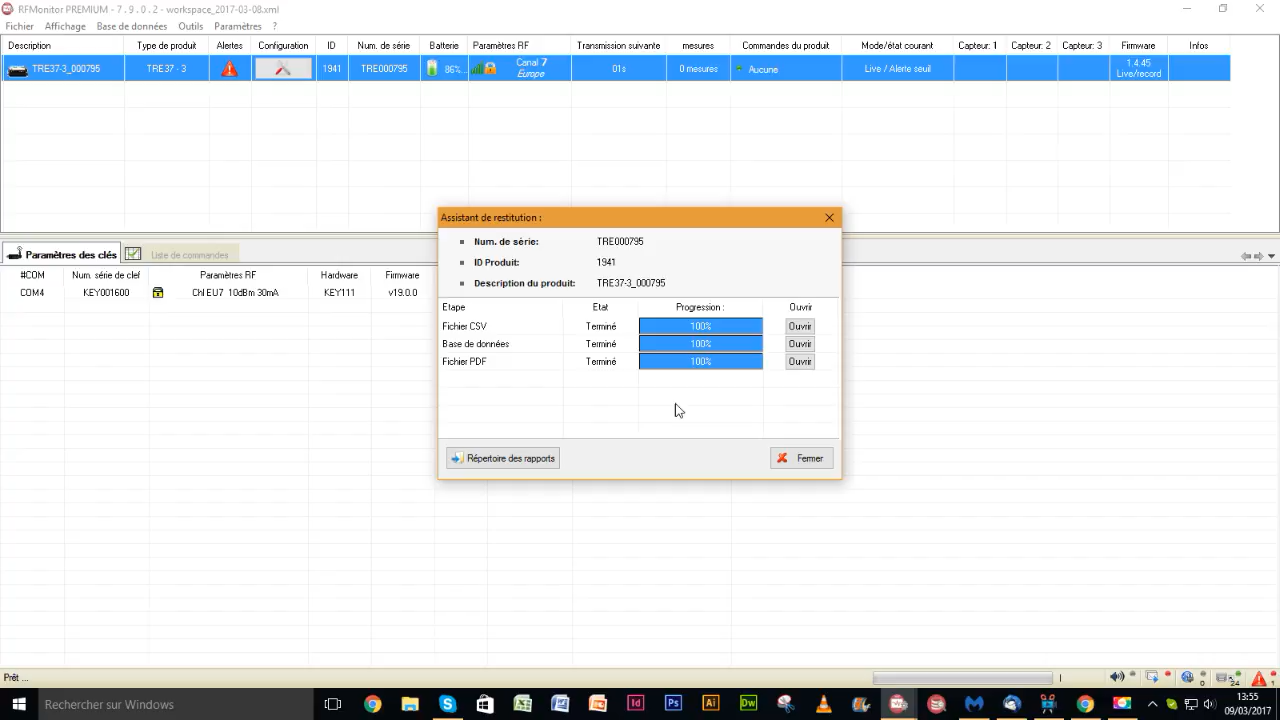 RFMonitor PREMIUM - 7 . 9 . 0 . 2 - workspace_2017-03-08.xml
Fichier Affichage Base de données Outils Paramètres ?
Description Type de produit Alertes Configuration ID Num. de série Batterie Paramètres RF Transmission suivante mesures Commandes du produit Mode/état courant Capteur: 1 Capteur: 2 Capteur: 3 Firmware Infos
TRE37-3_000795 TRE37 - 3 1941 TRE000795 86%... Canal 7 01s 0 mesures Aucune Live / Alerte seuil 1.4.45
Europe Live/record
Assistant de restitution :
Num. de série: TRE000795
ID Produit: 1941
Description du produit: TRE37-3_000795
Etape Etat Progression : Ouvrir
Fichier CSV Terminé 100% Ouvrir
Base de données Terminé 100% Ouvrir
Fichier PDF Terminé 100% Ouvrir
Répertoire des rapports Fermer
Paramètres des clés Liste de commandes
#COM Num. série de clef Paramètres RF Hardware Firmware
COM4 KEY001600 Ch1EU7 10dBm 30mA KEY111 v19.0.0
Prêt ...
Rechercher sur Windows
13:55
09/03/2017